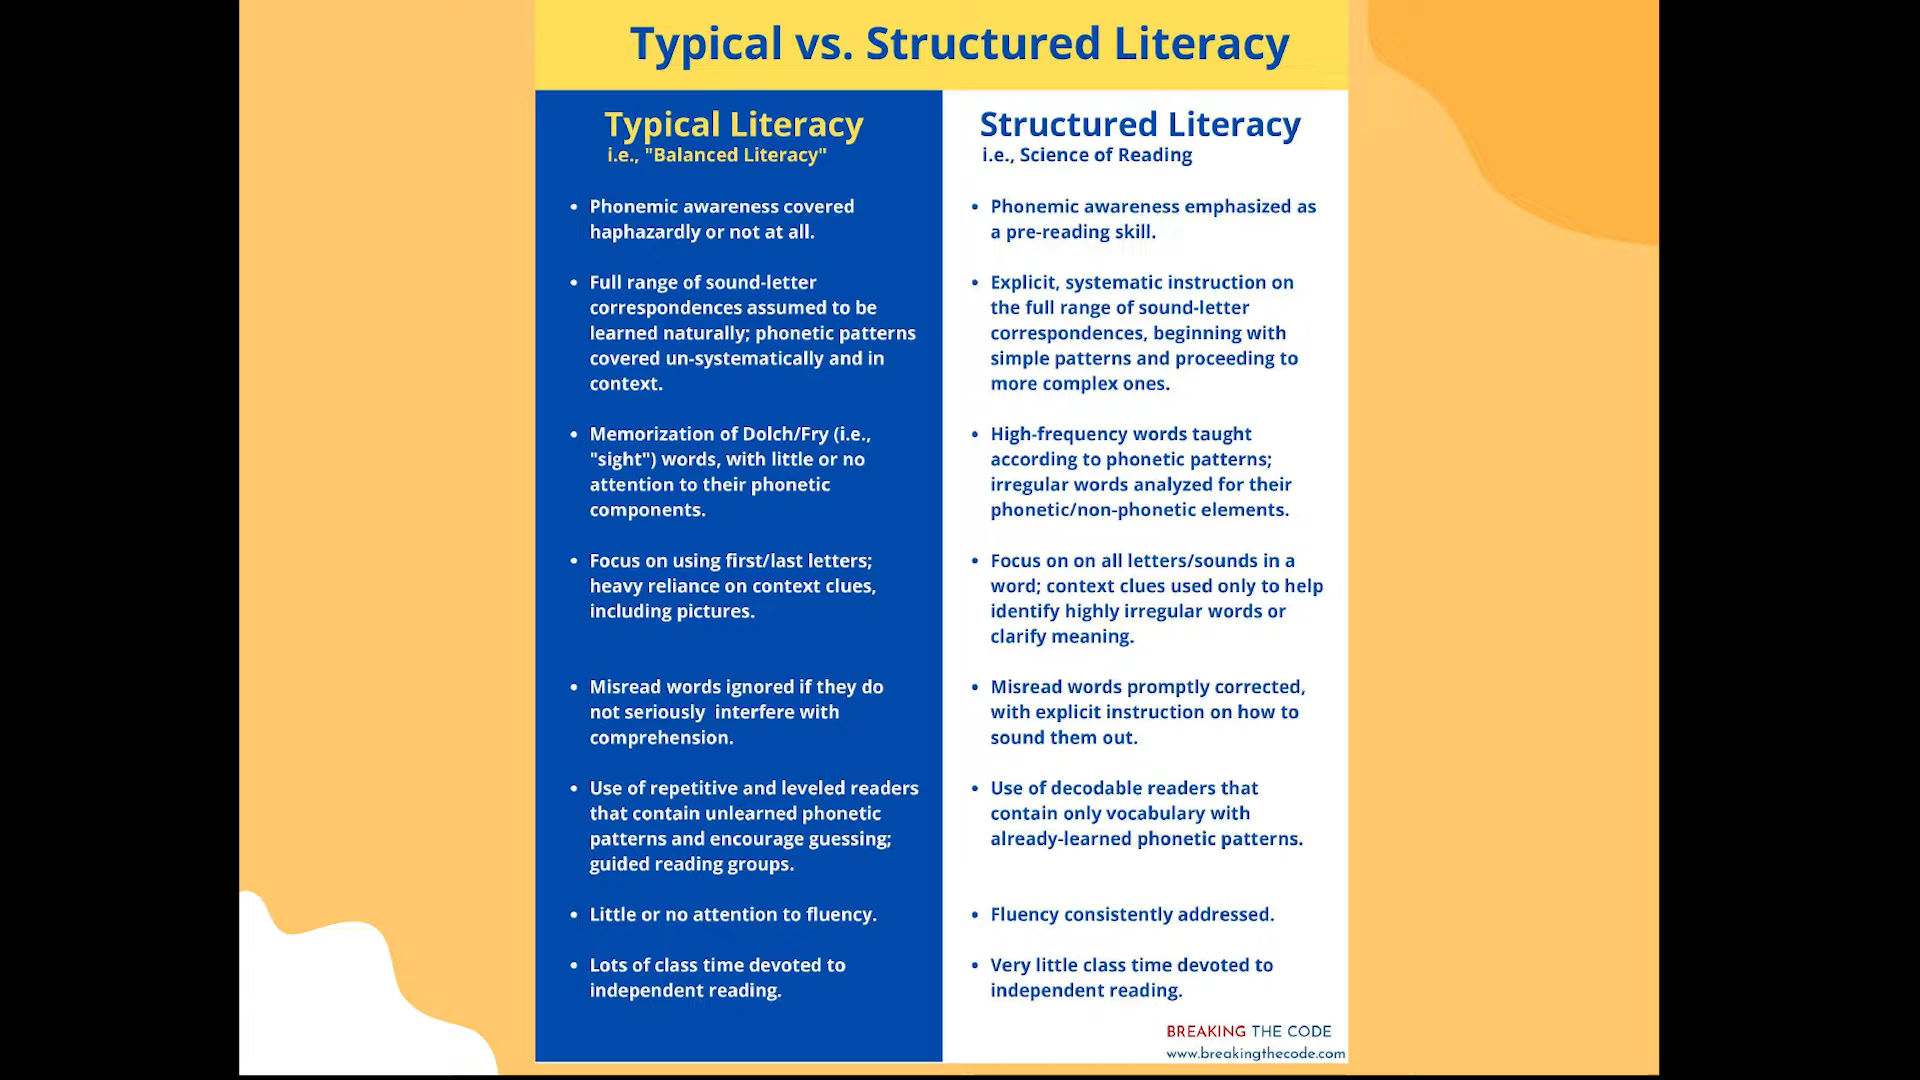 Typical vs. Structured Literacy
Typical Literacy
i.e., "Balanced Literacy"
• Phonemic awareness covered
haphazardly or not at all.
• Full range of sound-letter
correspondences assumed to be
learned naturally; phonetic patterns
covered un-systematically and in
context.
• Memorization of Dolch/Fry (i.e.,
"sight") words, with little or no
attention to their phonetic
components.
• Focus on using first/last letters;
heavy reliance on context clues,
including pictures.
• Misread words ignored if they do
not seriously  interfere with
comprehension.
• Use of repetitive and leveled readers
that contain unlearned phonetic
patterns and encourage guessing;
guided reading groups.
• Little or no attention to fluency.
• Lots of class time devoted to
independent reading.
Structured Literacy
i.e., Science of Reading
• Phonemic awareness emphasized as
a pre-reading skill.
• Explicit, systematic instruction on
the full range of sound-letter
correspondences, beginning with
simple patterns and proceeding to
more complex ones.
• High-frequency words taught
according to phonetic patterns;
irregular words analyzed for their
phonetic/non-phonetic elements.
• Focus on on all letters/sounds in a
word; context clues used only to help
identify highly irregular words or
clarify meaning.
• Misread words promptly corrected,
with explicit instruction on how to
sound them out.
• Use of decodable readers that
contain only vocabulary with
already-learned phonetic patterns.
• Fluency consistently addressed.
• Very little class time devoted to
independent reading.
BREAKING THE CODE
www.breakingthecode.com